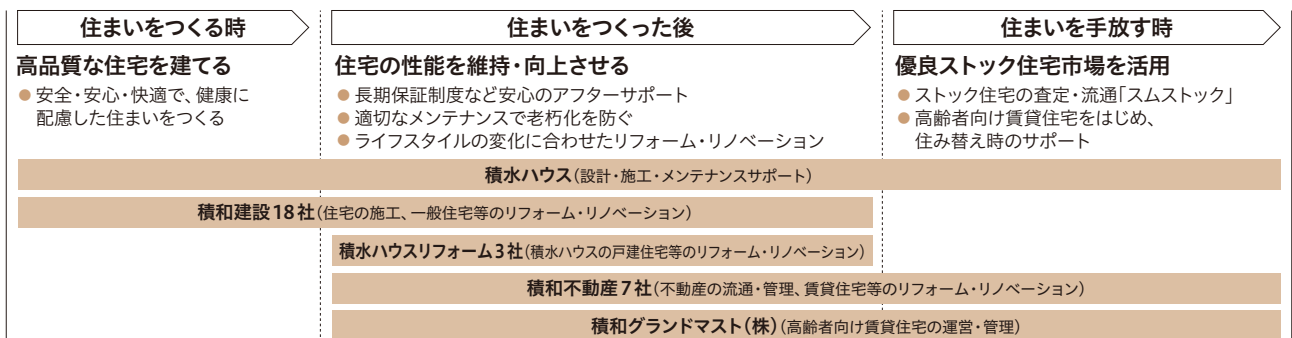 住まいをつくる時
高品質な住宅を建てる
● 安全・安心・快適で、健康に
配慮した住まいをつくる
住まいをつくった後
住宅の性能を維持・向上させる
● 長期保証制度など安心のアフターサポート
● 適切なメンテナンスで老朽化を防ぐ
● ライフスタイルの変化に合わせたリフォーム・リノベーション
住まいを手放す時
優良ストック住宅市場を活用
● ストック住宅の査定・流通「スムストック」
● 高齢者向け賃貸住宅をはじめ、
住み替え時のサポート
積水ハウス(設計・施工・メンテナンスサポート)
積和建設18社(住宅の施工、一般住宅等のリフォーム・リノベーション)
積水ハウスリフォーム3社(積水ハウスの戸建住宅等のリフォーム・リノベーション)
積和不動産7社(不動産の流通・管理、賃貸住宅等のリフォーム・リノベーション)
積和グランドマスト(株)(高齢者向け賃貸住宅の運営・管理)